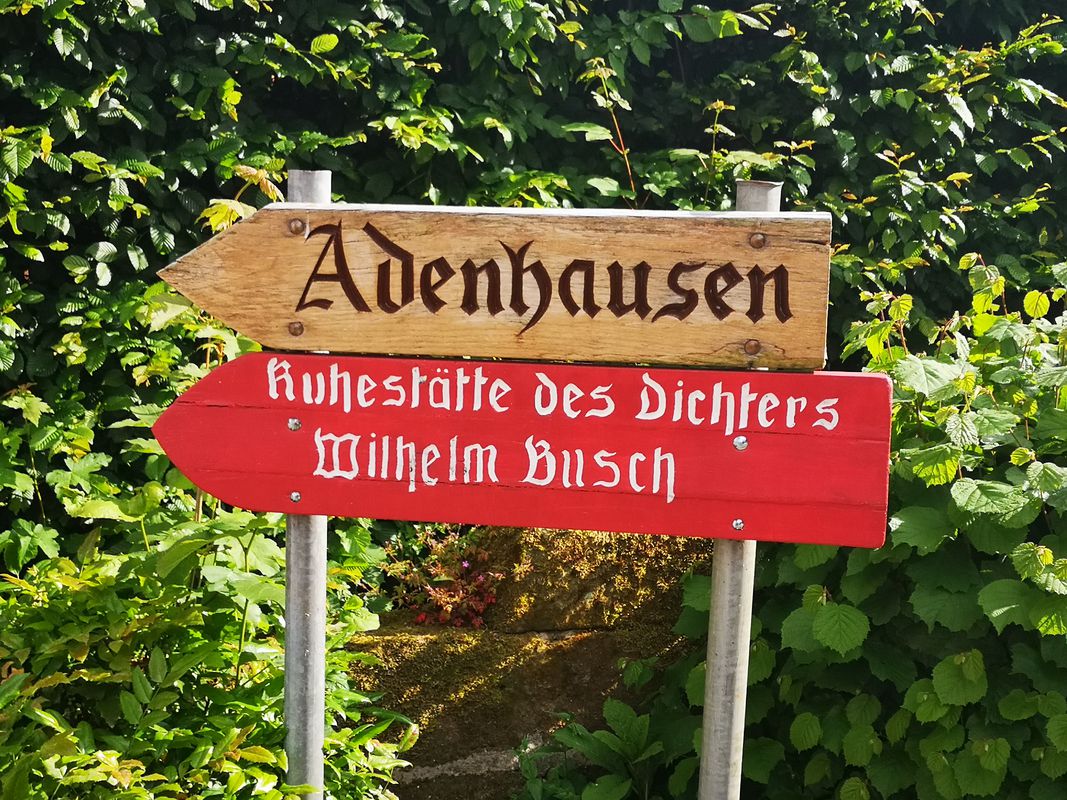 Adenhausen
Ruhestätte des Dichters
Wilhelm Busch